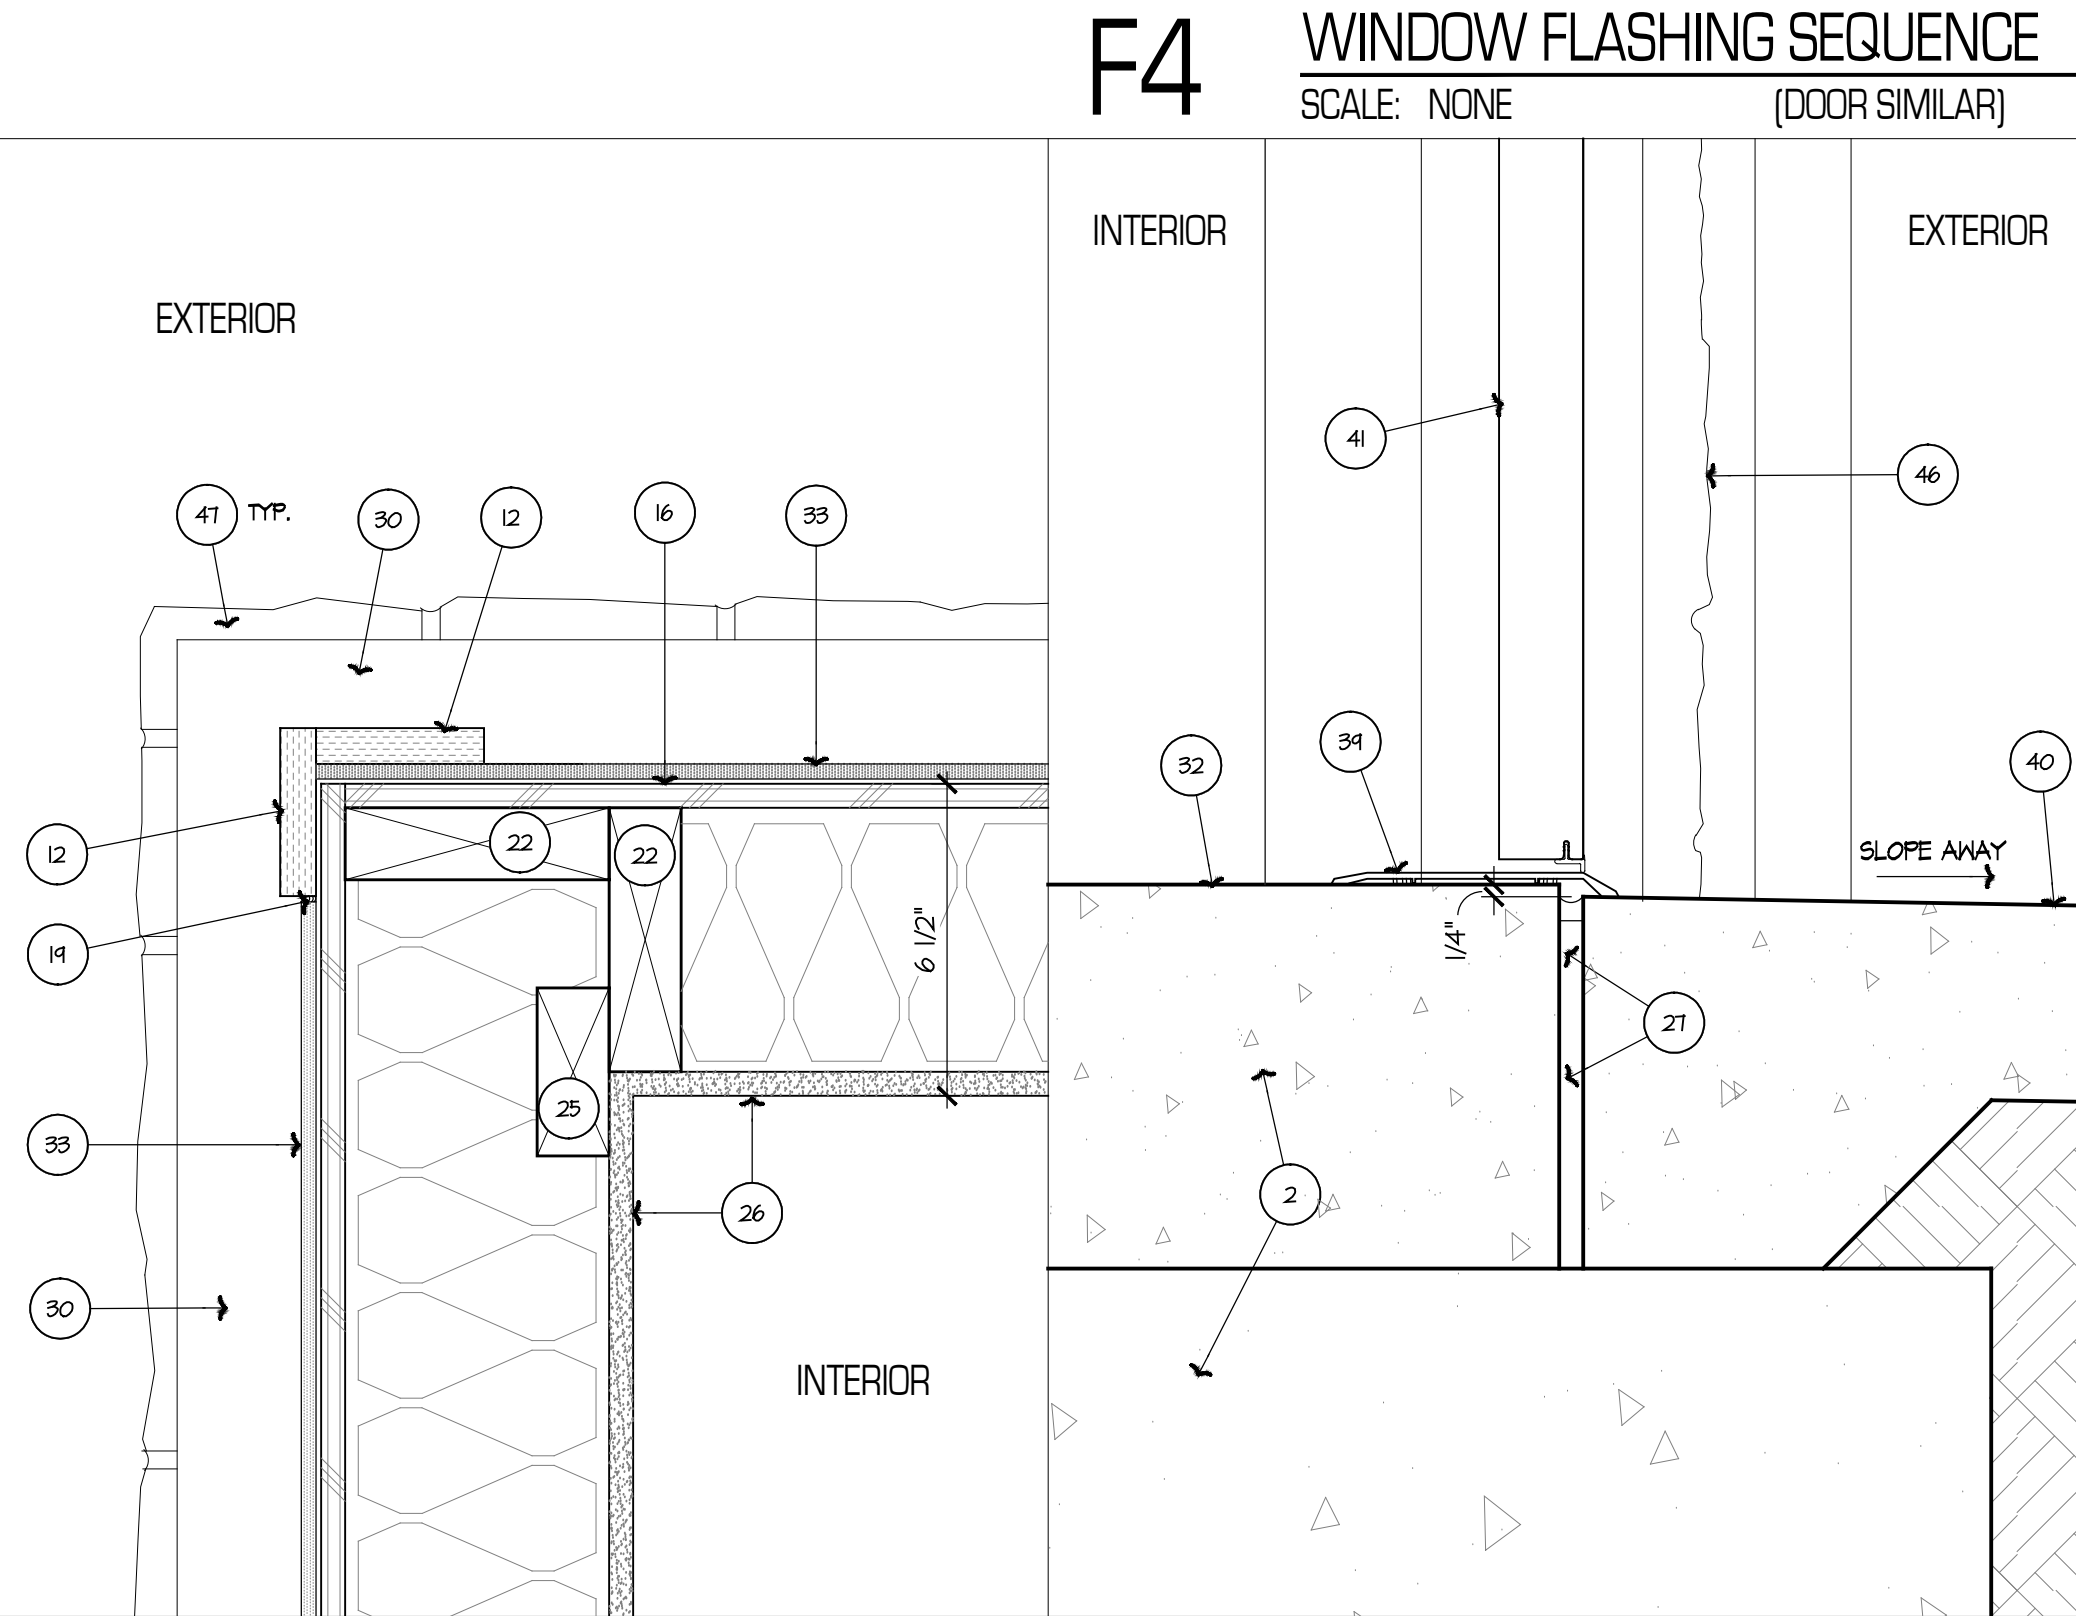 F4
WINDOW FLASHING SEQUENCE
SCALE: NONE (DOOR SIMILAR)
EXTERIOR
47 TYP.
30
12
16
33
12
19
33
30
22
22
25
26
6 1/2"
INTERIOR
INTERIOR
EXTERIOR
41
46
32
39
40
SLOPE AWAY
1/4"
27
2